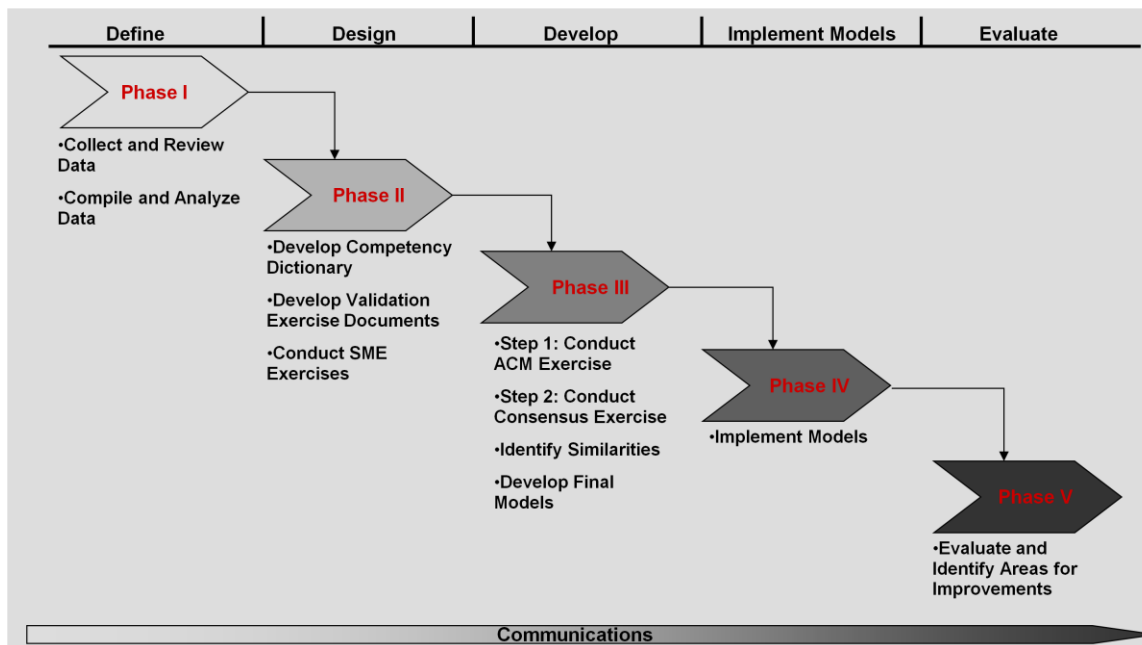 Define
Design
Develop
Implement Models
Evaluate
Phase I
•Collect and Review
Data
•Compile and Analyze
Data
Phase II
•Develop Competency
Dictionary
•Develop Validation
Exercise Documents
•Conduct SME
Exercises
Phase III
•Step 1: Conduct
ACM Exercise
•Step 2: Conduct
Consensus Exercise
•Identify Similarities
•Develop Final
Models
Phase IV
•Implement Models
Phase V
•Evaluate and
Identify Areas for
Improvements
Communications